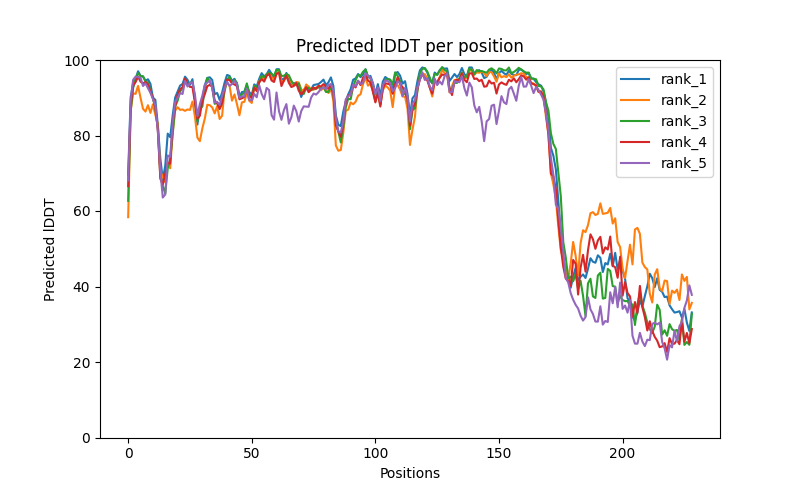 Predicted lDDT per position
100
80
60
40
20
0
Predicted lDDT
0 50 100 150 200
Positions
rank_1
rank_2
rank_3
rank_4
rank_5